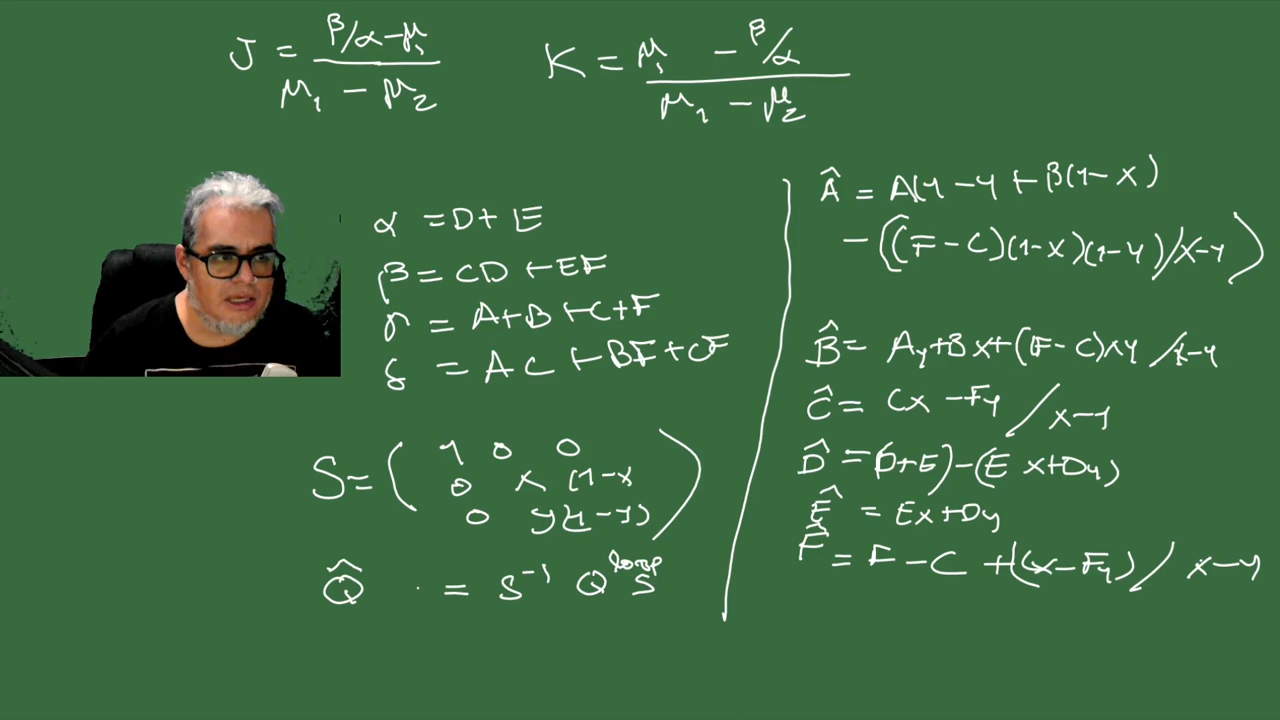 J = β/α − μ₁ / μ₁ − μ₂
K = μ₁ − β/α / μ₁ − μ₂
α = D + E
β = CD + EF
γ = A+B+C+F
δ = AC + BF + CF
S = ( 1 0 0
0 x (1−x
0 y (1−y) )
Q̂ = S⁻¹ Q^loop S
Â = A(1 − y + B(1 − x)
− ((F − C)(1−x)(1−y)/x−y)
B̂ = Ay+Bx+(F−C)xy / x−y
Ĉ = Cx − Fy / x−y
D̂ = (D+E) − (Ex+Dy)
Ê = Ex+Dy
F̂ = F − C + (Cx−Fy) / x−y